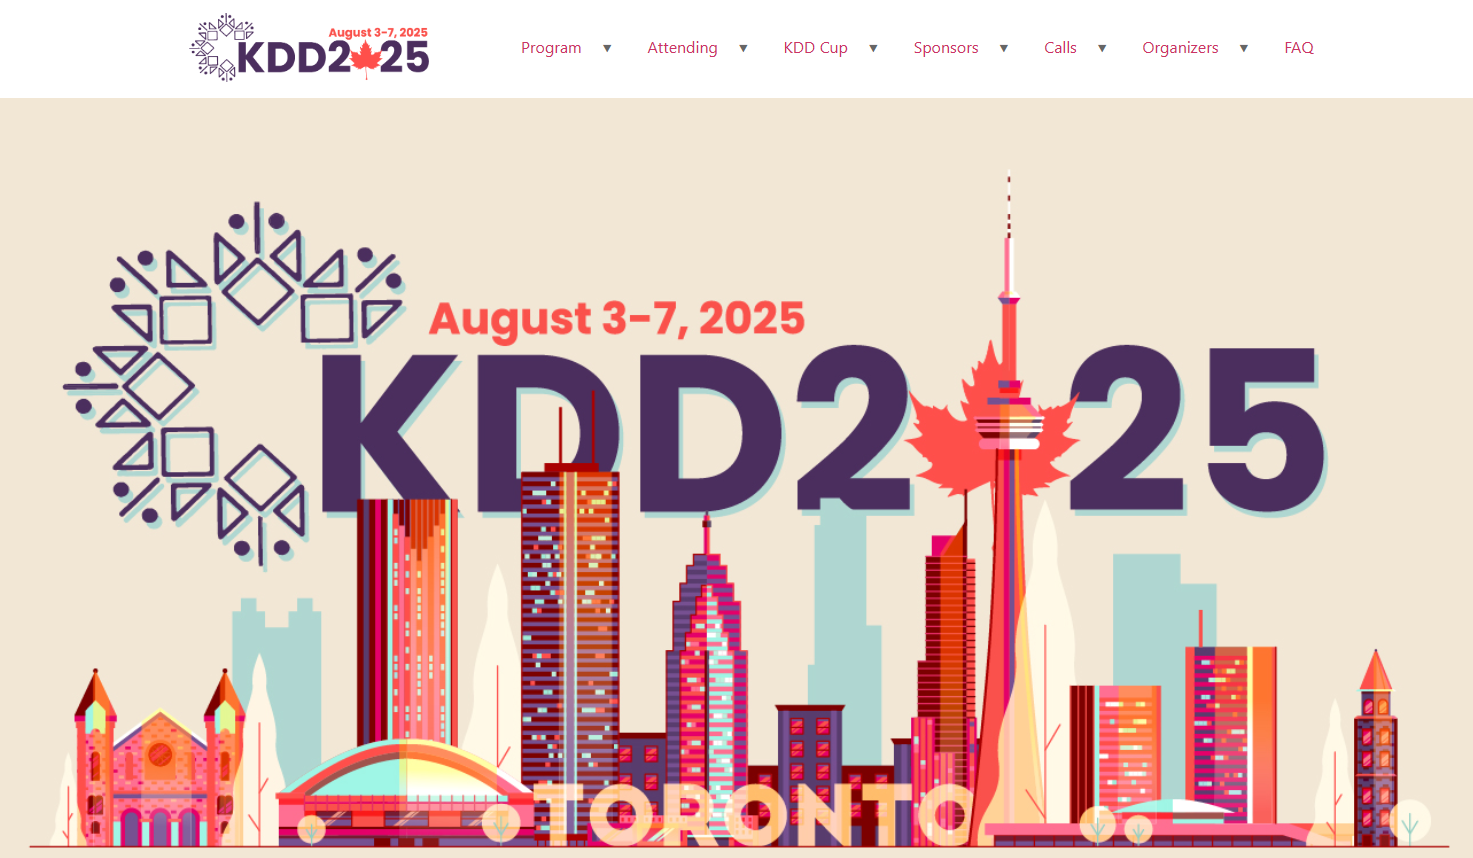 August 3-7, 2025
KDD2025
Program ▼ Attending ▼ KDD Cup ▼ Sponsors ▼ Calls ▼ Organizers ▼ FAQ
August 3-7, 2025
KDD2025
TORONTO